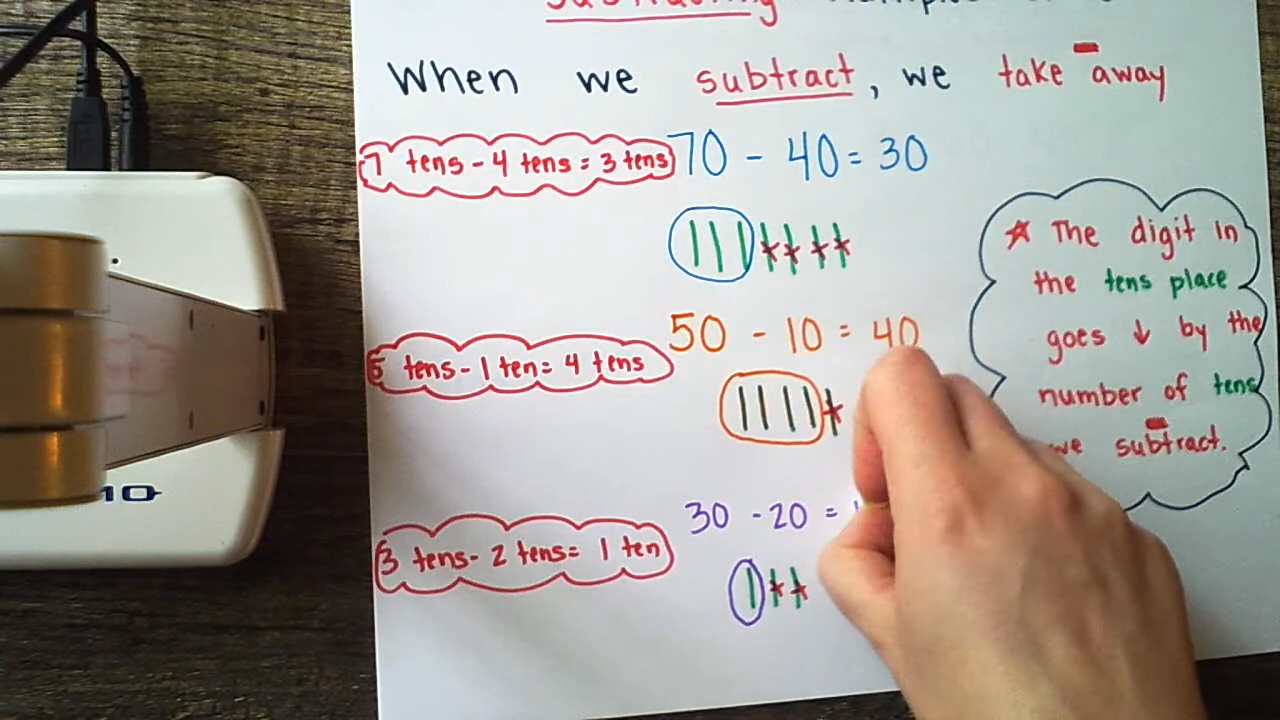 subtracting
When we subtract, we take away
7 tens - 4 tens = 3 tens
70 - 40 = 30
5 tens - 1 ten = 4 tens
50 - 10 = 40
3 tens - 2 tens = 1 ten
30 - 20 =
The digit in
the tens place
goes ↓ by the
number of tens
we subtract.